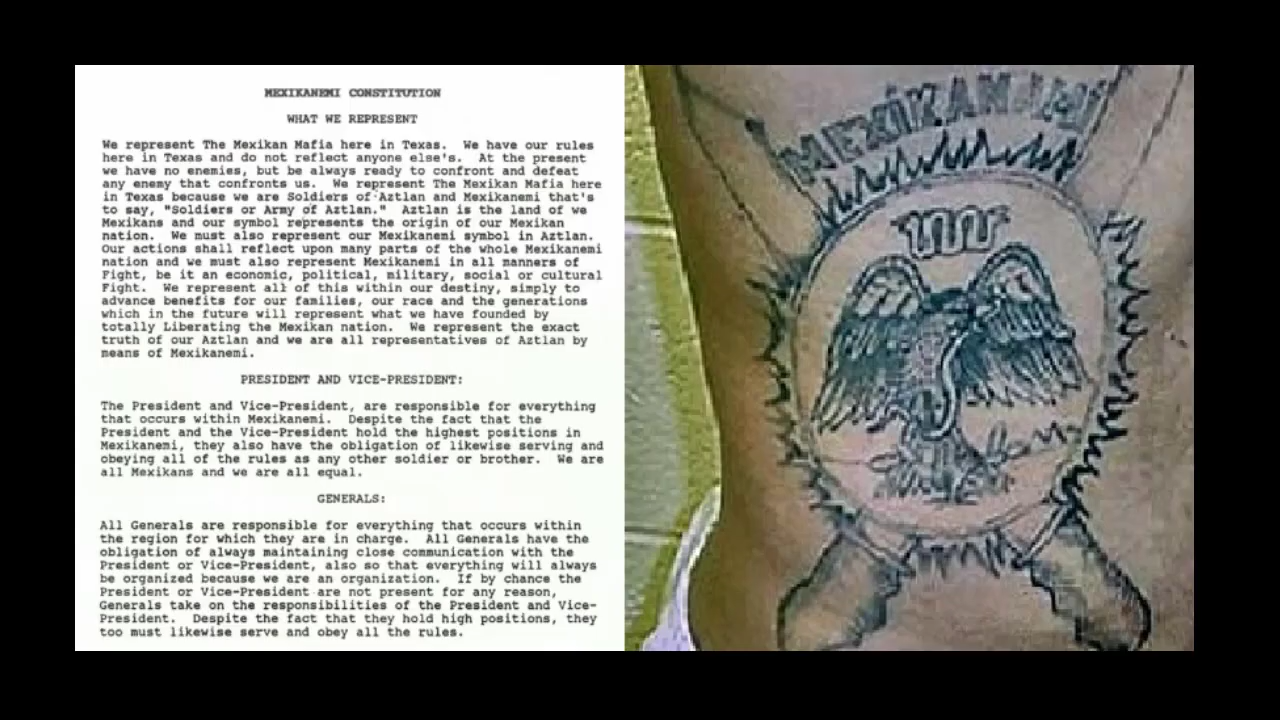 MEXIKANEMI CONSTITUTION
WHAT WE REPRESENT
We represent The Mexikan Mafia here in Texas. We have our rules
here in Texas and do not reflect anyone else's. At the present
we have no enemies, but be always ready to confront and defeat
any enemy that confronts us. We represent The Mexikan Mafia here
in Texas because we are Soldiers of Aztlan and Mexikanemi that's
to say, "Soldiers or Army of Aztlan." Aztlan is the land of we
Mexikans and our symbol represents the origin of our Mexikan
nation. We must also represent our Mexikanemi symbol in Aztlan.
Our actions shall reflect upon many parts of the whole Mexikanemi
nation and we must also represent Mexikanemi in all manners of
Fight, be it an economic, political, military, social or cultural
Fight. We represent all of this within our destiny, simply to
advance benefits for our families, our race and the generations
which in the future will represent what we have founded by
totally Liberating the Mexikan nation. We represent the exact
truth of our Aztlan and we are all representatives of Aztlan by
means of Mexikanemi.
PRESIDENT AND VICE-PRESIDENT:
The President and Vice-President, are responsible for everything
that occurs within Mexikanemi. Despite the fact that the
President and the Vice-President hold the highest positions in
Mexikanemi, they also have the obligation of likewise serving and
obeying all of the rules as any other soldier or brother. We are
all Mexikans and we are all equal.
GENERALS:
All Generals are responsible for everything that occurs within
the region for which they are in charge. All Generals have the
obligation of always maintaining close communication with the
President or Vice-President, also so that everything will always
be organized because we are an organization. If by chance the
President or Vice-President are not present for any reason,
Generals take on the responsibilities of the President and Vice-
President. Despite the fact that they hold high positions, they
too must likewise serve and obey all the rules.
MEXIKANEMI